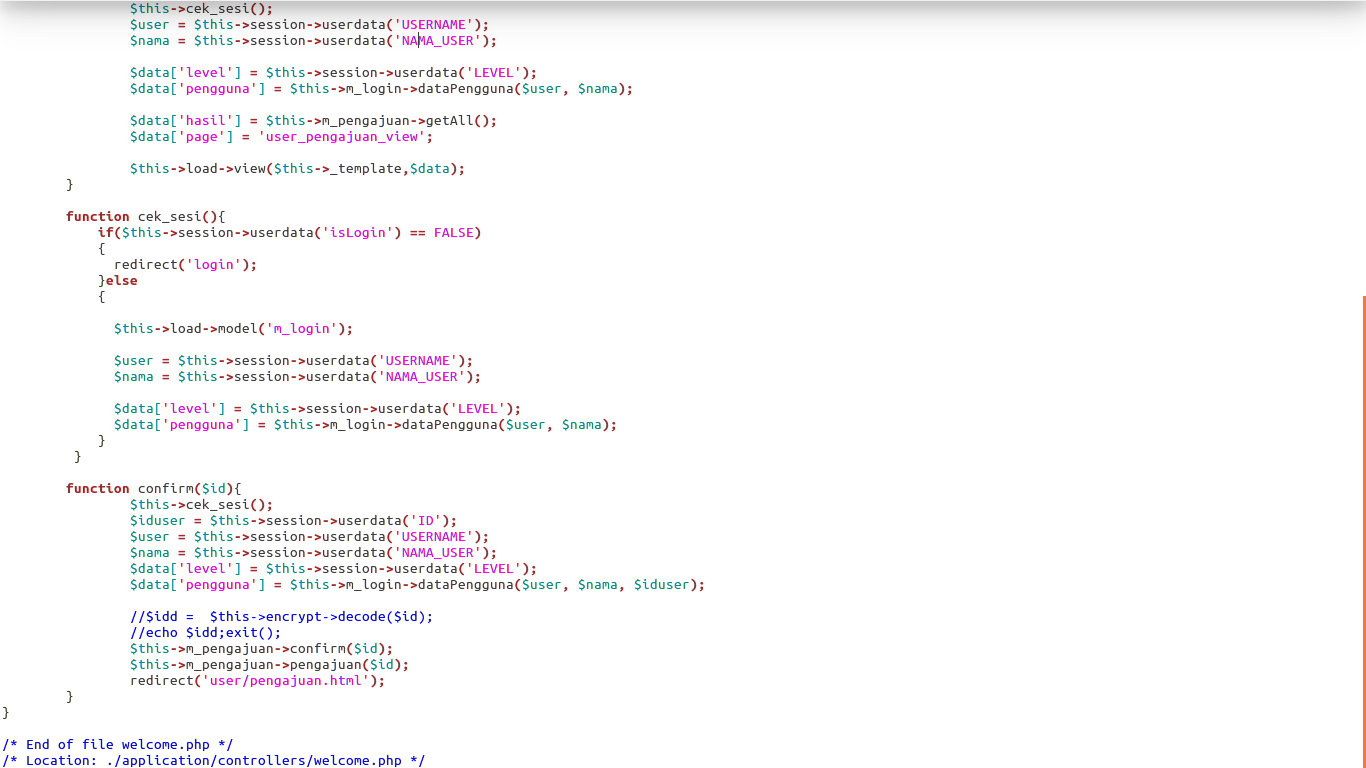 $this->cek_sesi();
$user = $this->session->userdata('USERNAME');
$nama = $this->session->userdata('NAMA_USER');
$data['level'] = $this->session->userdata('LEVEL');
$data['pengguna'] = $this->m_login->dataPengguna($user, $nama);
$data['hasil'] = $this->m_pengajuan->getAll();
$data['page'] = 'user_pengajuan_view';
$this->load->view($this->_template,$data);
}
function cek_sesi(){
if($this->session->userdata('isLogin') == FALSE)
{
redirect('login');
}else
{
$this->load->model('m_login');
$user = $this->session->userdata('USERNAME');
$nama = $this->session->userdata('NAMA_USER');
$data['level'] = $this->session->userdata('LEVEL');
$data['pengguna'] = $this->m_login->dataPengguna($user, $nama);
}
}
function confirm($id){
$this->cek_sesi();
$iduser = $this->session->userdata('ID');
$user = $this->session->userdata('USERNAME');
$nama = $this->session->userdata('NAMA_USER');
$data['level'] = $this->session->userdata('LEVEL');
$data['pengguna'] = $this->m_login->dataPengguna($user, $nama, $iduser);
//$idd =  $this->encrypt->decode($id);
//echo $idd;exit();
$this->m_pengajuan->confirm($id);
$this->m_pengajuan->pengajuan($id);
redirect('user/pengajuan.html');
}
}
/* End of file welcome.php */
/* Location: ./application/controllers/welcome.php */